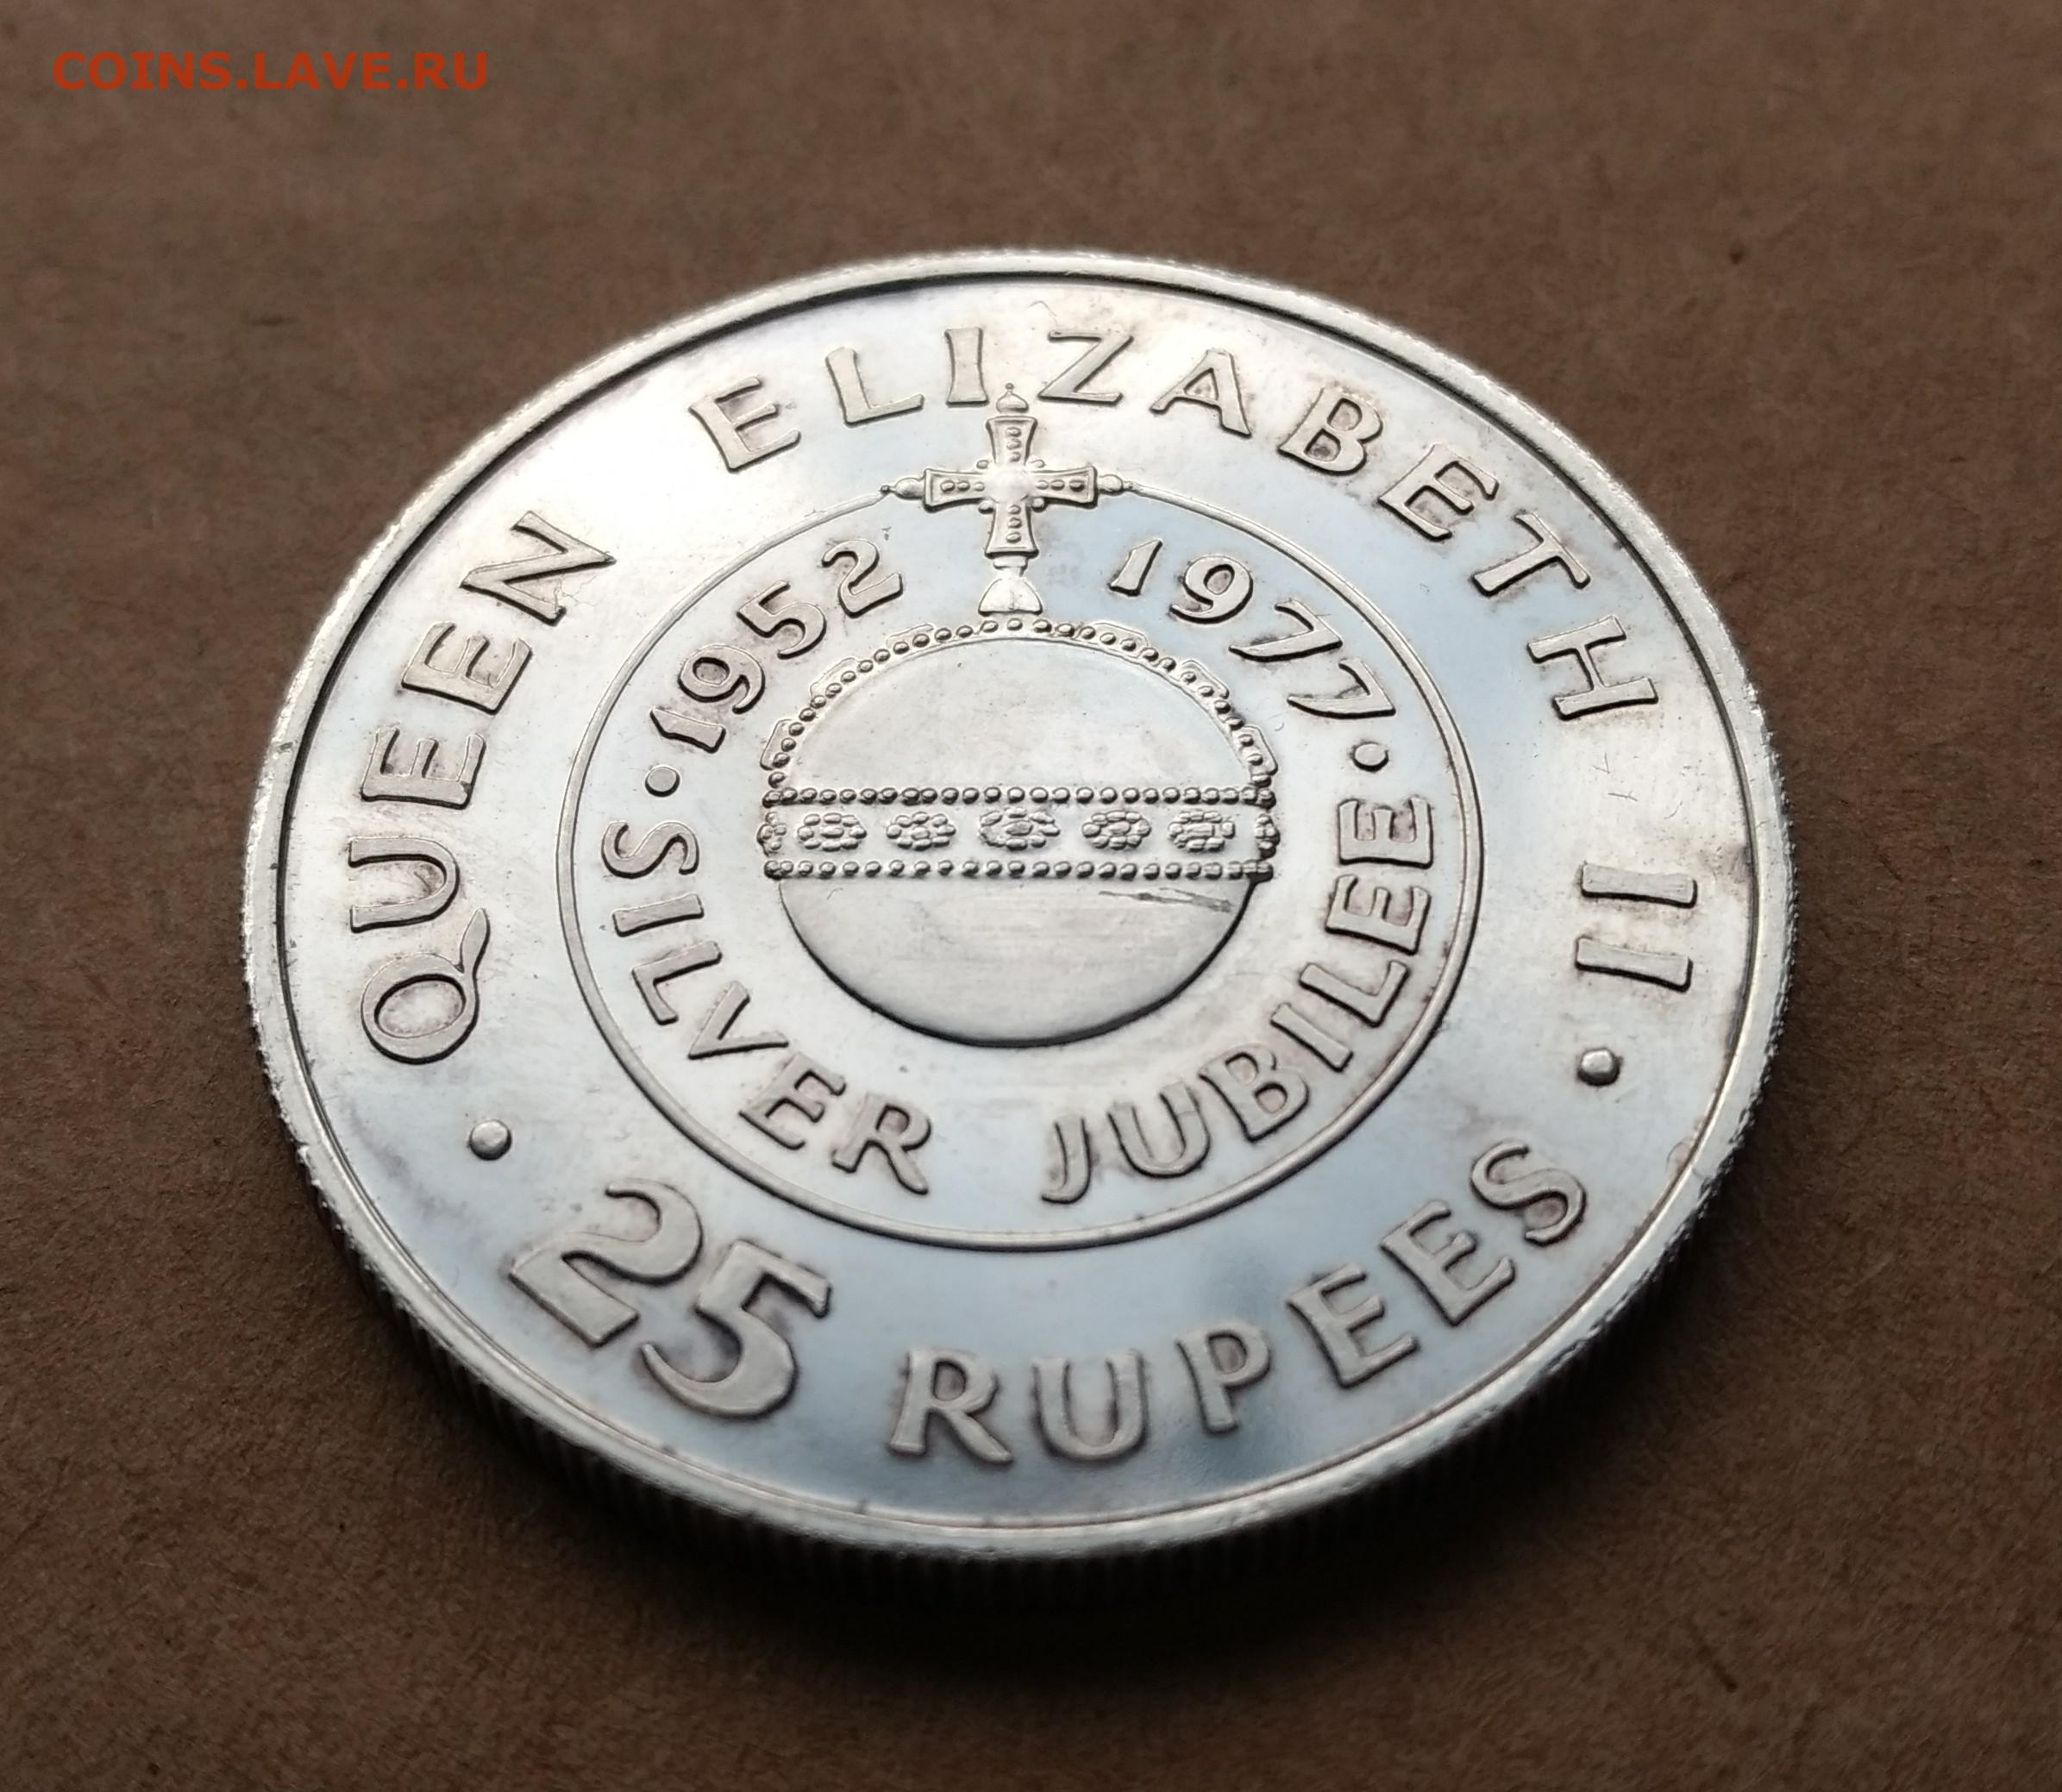 COINS.LAVE.RU
QUEEN ELIZABETH II
1952 1977
SILVER JUBILEE
25 RUPEES